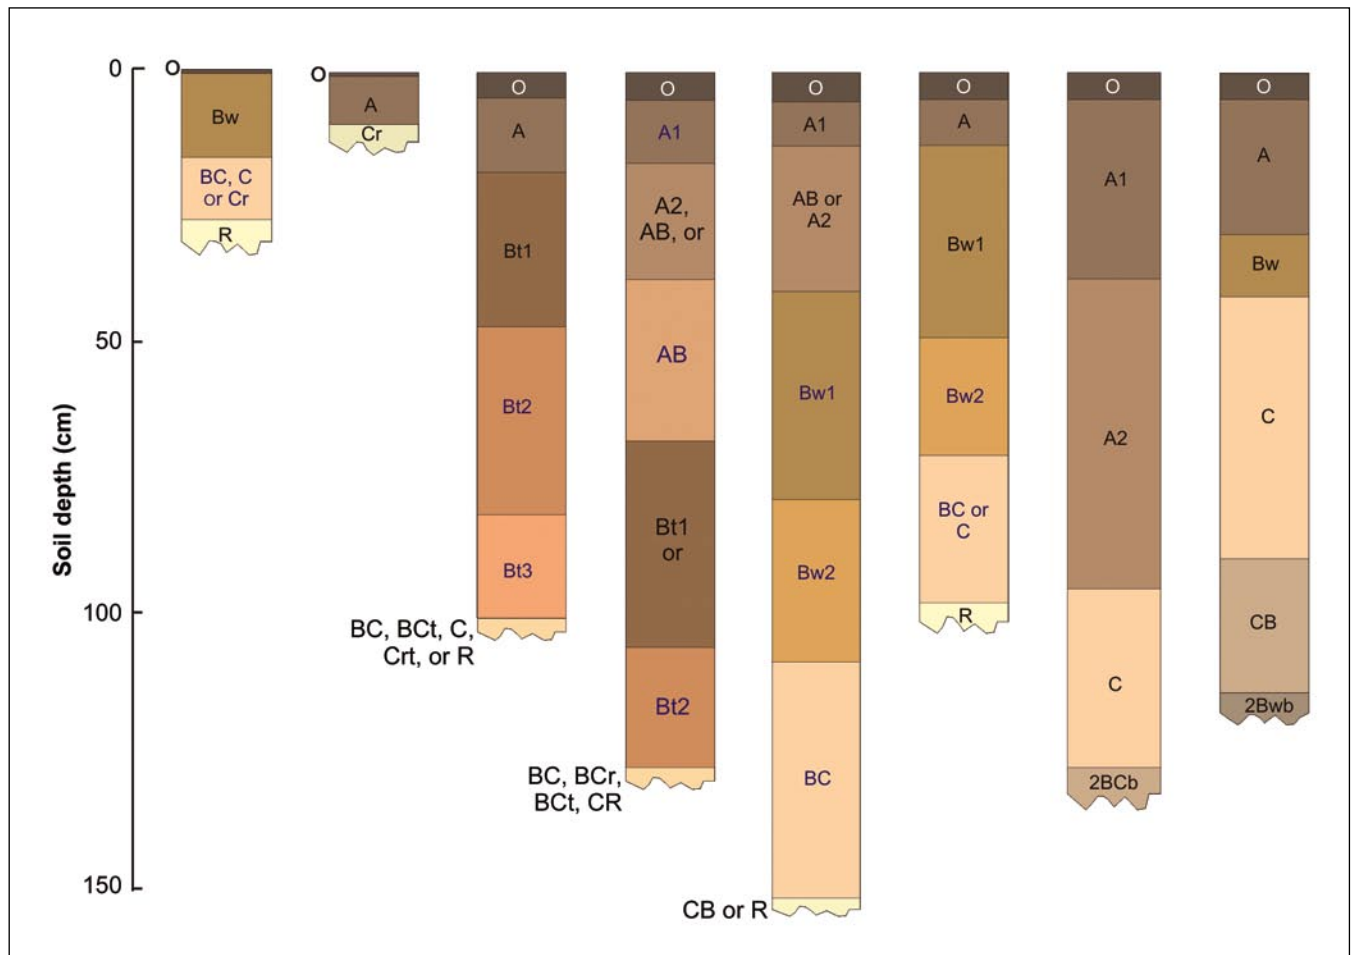 0
50
100
150
Soil depth (cm)
O
Bw
BC, C
or Cr
R
O
A
Cr
O
A
Bt1
Bt2
Bt3
BC, BCt, C,
Crt, or R
O
A1
A2,
AB, or
AB
Bt1
or
Bt2
BC, BCr,
BCt, CR
O
A1
AB or
A2
Bw1
Bw2
BC
CB or R
O
A
Bw1
Bw2
BC or
C
R
O
A1
A2
C
2BCb
O
A
Bw
C
CB
2Bwb